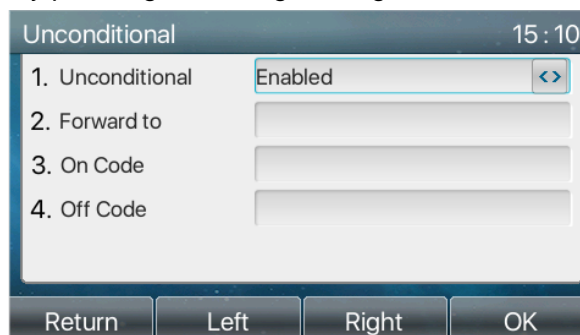 Unconditional 15:10
1. Unconditional Enabled <>
2. Forward to
3. On Code
4. Off Code
Return Left Right OK